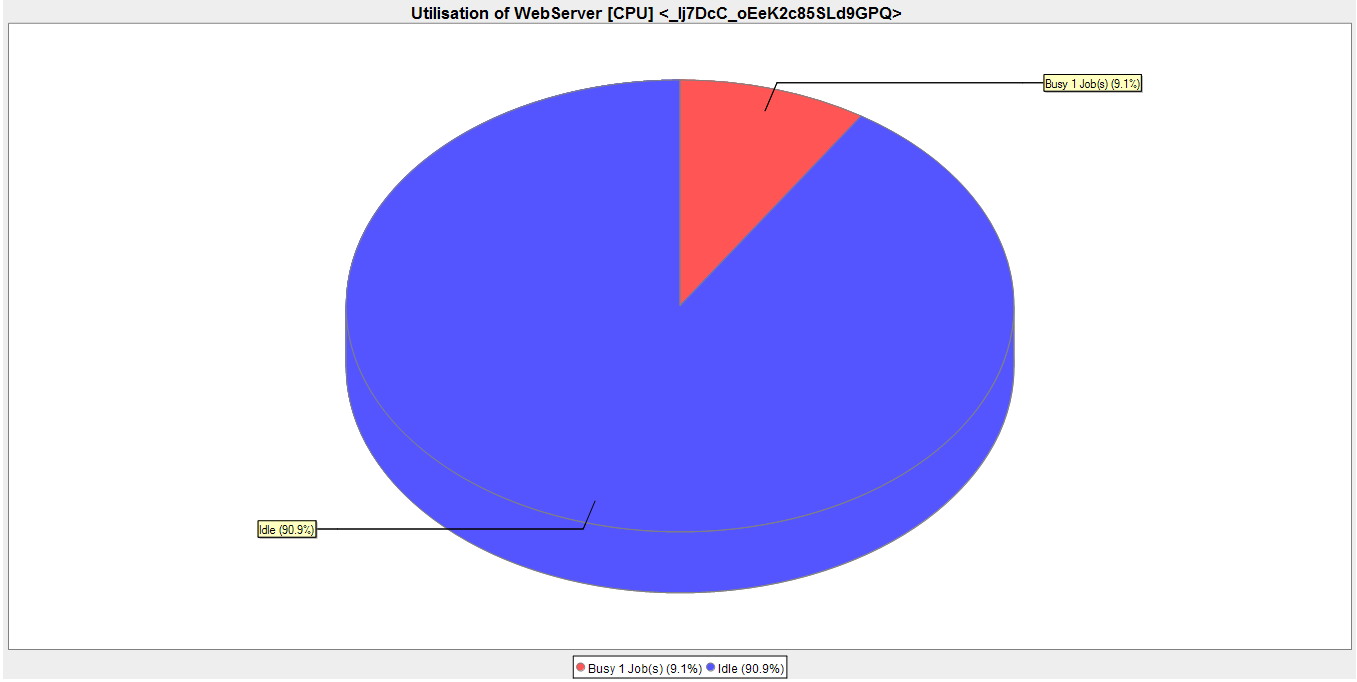 Utilisation of WebServer [CPU] <_Ij7DcC_oEeK2c85SLd9GPQ>
Busy 1 Job(s) (9.1%)
Idle (90.9%)
Busy 1 Job(s) (9.1%) Idle (90.9%)